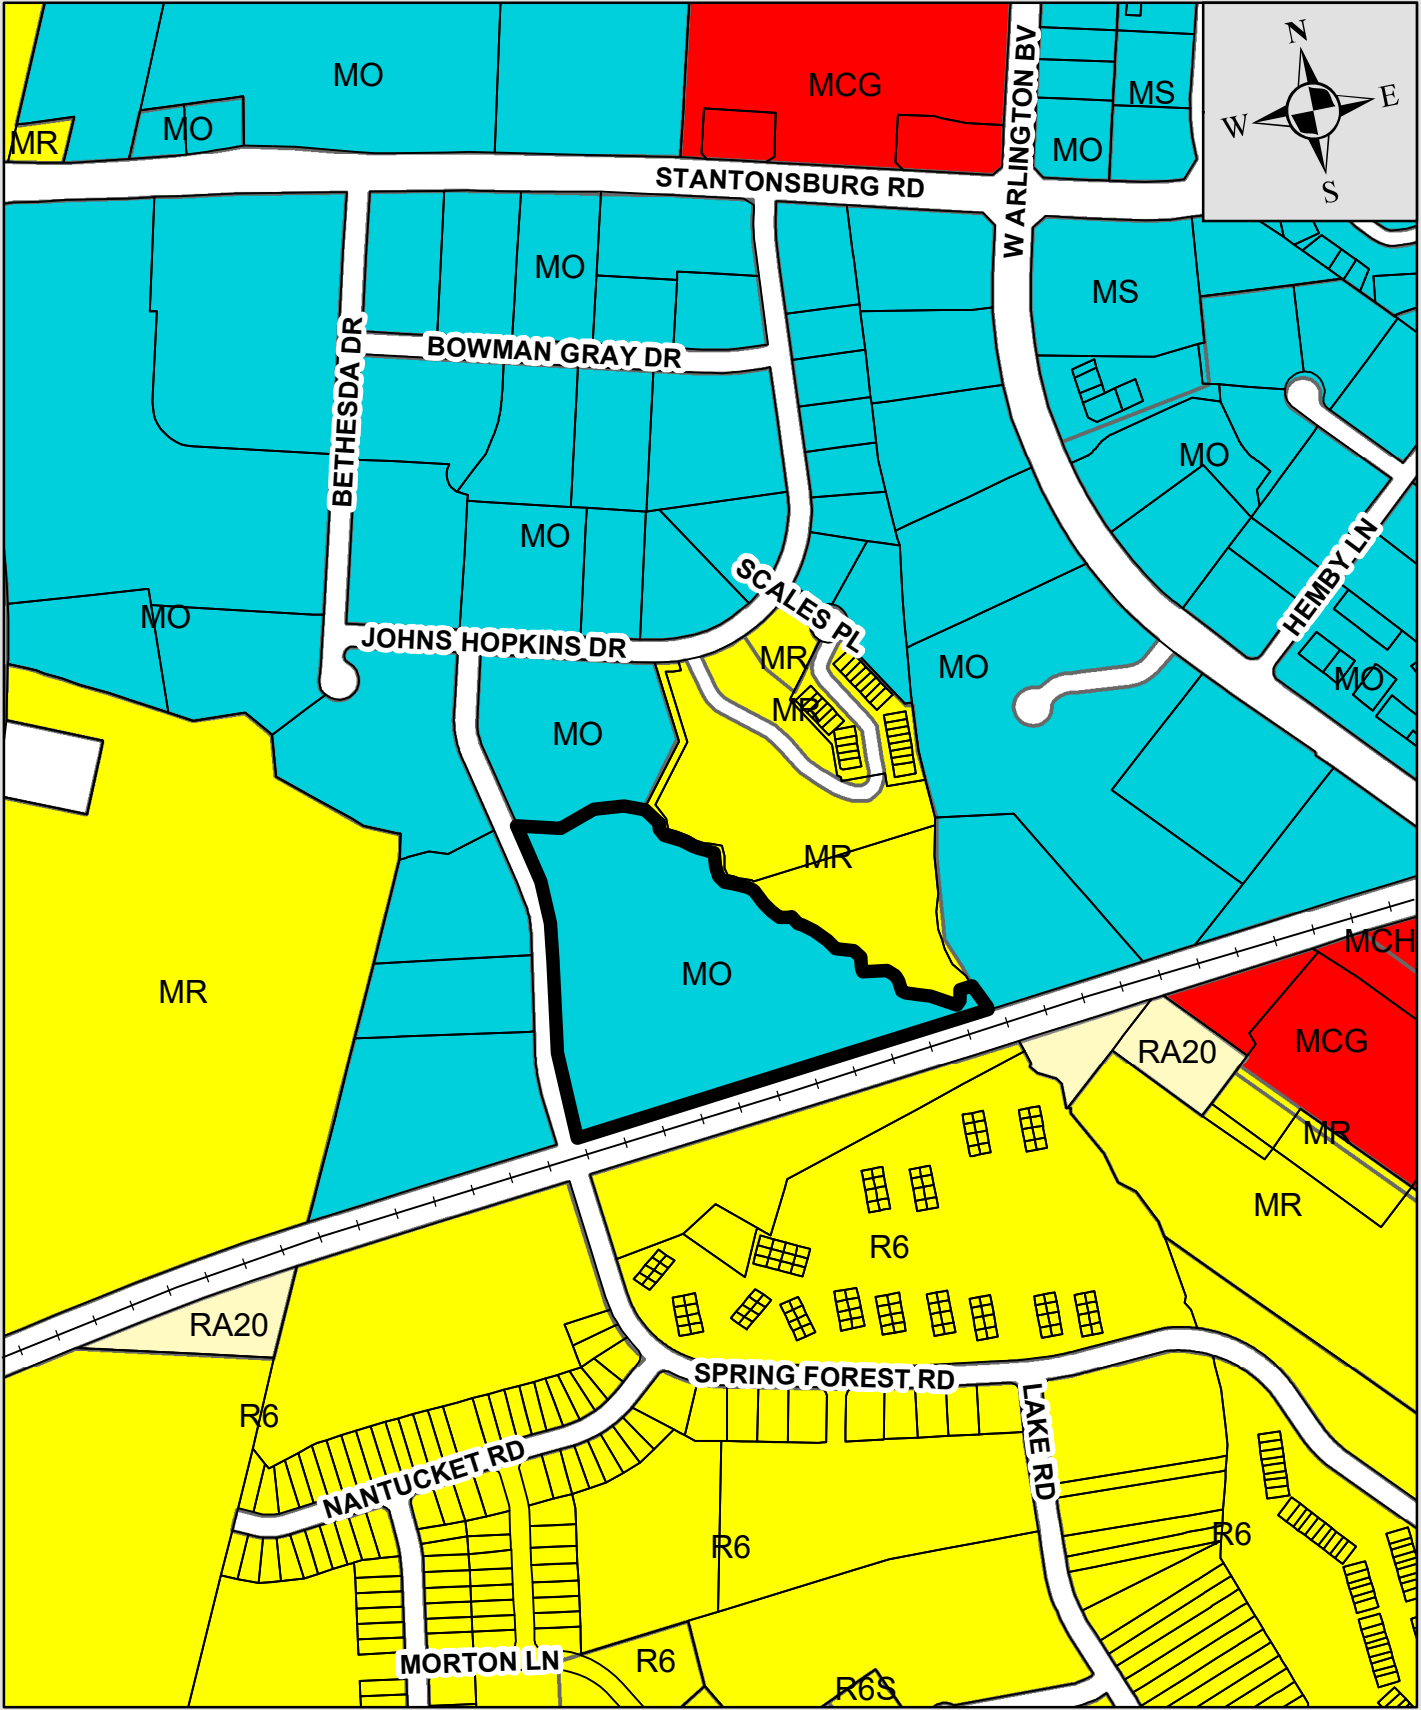 N
W
E
S
MO
MCG
MS
MR
MO
MO
STANTONSBURG RD
W ARLINGTON BV
MO
MS
BOWMAN GRAY DR
BETHESDA DR
MO
MO
HEMBY LN
SCALES PL
MO
JOHNS HOPKINS DR
MR
MO
MO
MR
MO
MR
MCH
MO
MR
MCG
RA20
MR
MR
R6
RA20
SPRING FOREST RD
LAKE RD
R6
NANTUCKET RD
R6
R6
MORTON LN
R6
R6S